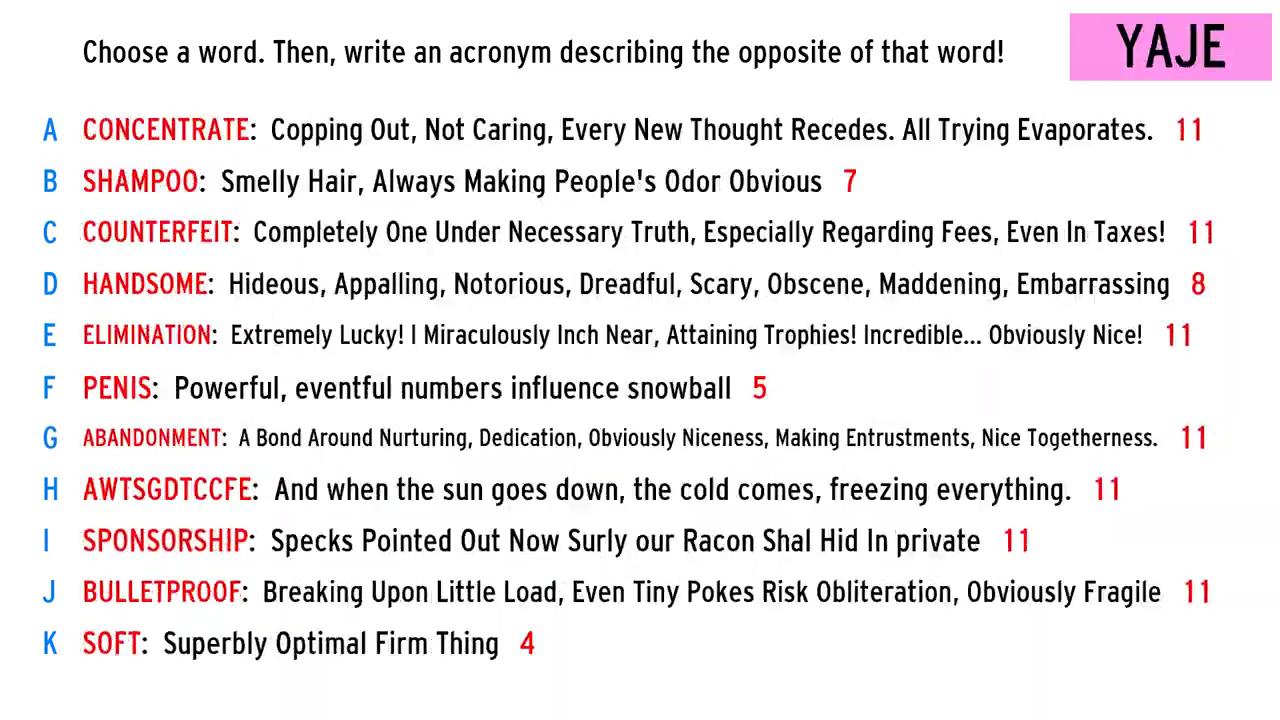 Choose a word. Then, write an acronym describing the opposite of that word!
YAJE
A CONCENTRATE: Copping Out, Not Caring, Every New Thought Recedes. All Trying Evaporates. 11
B SHAMPOO: Smelly Hair, Always Making People's Odor Obvious 7
C COUNTERFEIT: Completely One Under Necessary Truth, Especially Regarding Fees, Even In Taxes! 11
D HANDSOME: Hideous, Appalling, Notorious, Dreadful, Scary, Obscene, Maddening, Embarrassing 8
E ELIMINATION: Extremely Lucky! I Miraculously Inch Near, Attaining Trophies! Incredible... Obviously Nice! 11
F PENIS: Powerful, eventful numbers influence snowball 5
G ABANDONMENT: A Bond Around Nurturing, Dedication, Obviously Niceness, Making Entrustments, Nice Togetherness. 11
H AWTSGDTCCFE: And when the sun goes down, the cold comes, freezing everything. 11
I SPONSORSHIP: Specks Pointed Out Now Surly our Racon Shal Hid In private 11
J BULLETPROOF: Breaking Upon Little Load, Even Tiny Pokes Risk Obliteration, Obviously Fragile 11
K SOFT: Superbly Optimal Firm Thing 4